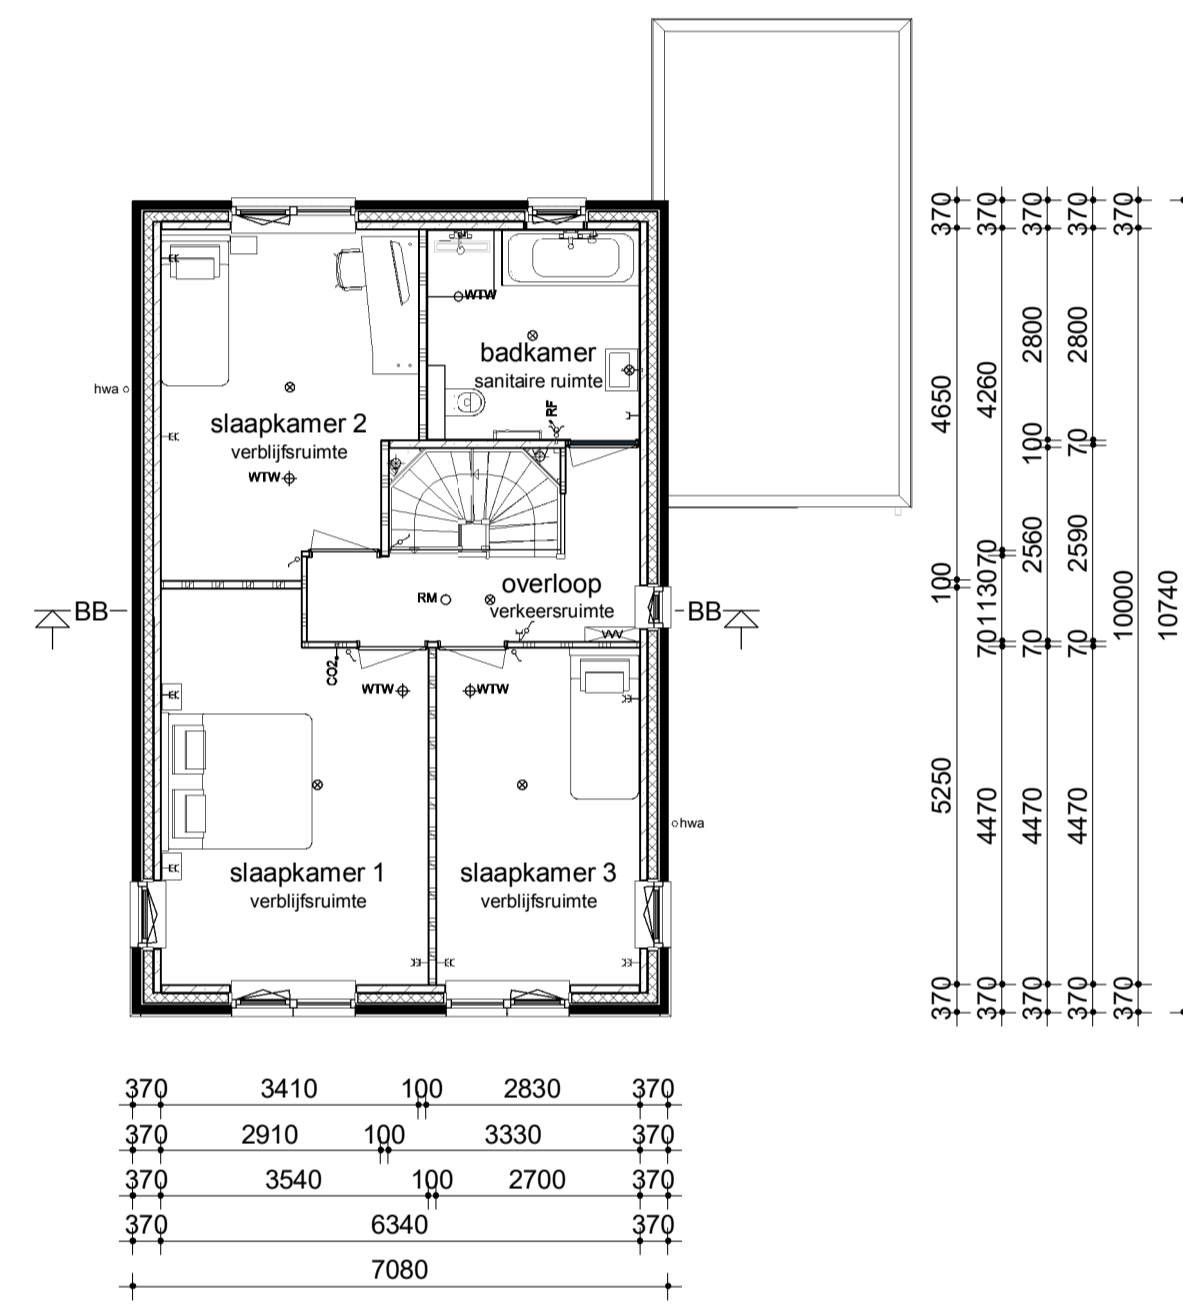 370
370
370
370
370
WTW
badkamer
sanitaire ruimte
RF
hwa
slaapkamer 2
verblijfsruimte
WTW
4650
4260
2800
2800
100
70
100
70
1130
70
2560
70
2590
70
10000
10740
BB
RM
overloop
verkeersruimte
BB
CO2
WTW
WTW
5250
4470
4470
4470
hwa
slaapkamer 1
verblijfsruimte
slaapkamer 3
verblijfsruimte
370
370
370
370
370
370 3410 100 2830 370
370 2910 100 3330 370
370 3540 100 2700 370
370 6340 370
7080